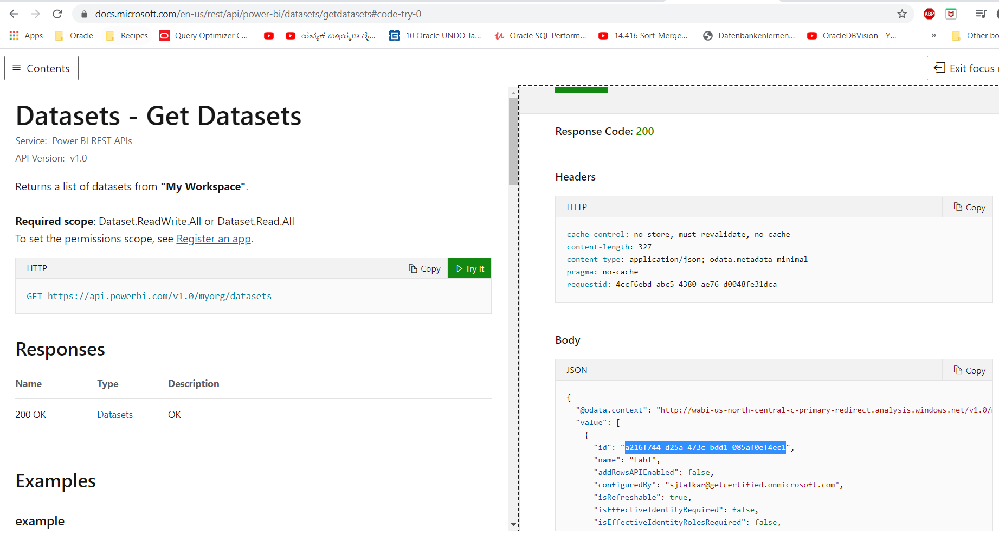 docs.microsoft.com/en-us/rest/api/power-bi/datasets/getdatasets#code-try-0
ABP
Apps Oracle Recipes Query Optimizer C... ಹವ್ಯಕ ಬ್ರಾಹ್ಮಣ ಶೈ... 10 Oracle UNDO Ta... Oracle SQL Perform... 14.416 Sort-Merge... Datenbankenlernen... OracleDBVision - Y... » Other bo
Contents
Exit focus
Datasets - Get Datasets
Service: Power BI REST APIs
API Version: v1.0
Returns a list of datasets from "My Workspace".
Required scope: Dataset.ReadWrite.All or Dataset.Read.All
To set the permissions scope, see Register an app.
HTTP Copy Try It
GET https://api.powerbi.com/v1.0/myorg/datasets
Responses
Name Type Description
200 OK Datasets OK
Examples
example
Response Code: 200
Headers
HTTP Copy
cache-control: no-store, must-revalidate, no-cache
content-length: 327
content-type: application/json; odata.metadata=minimal
pragma: no-cache
requestid: 4ccf6ebd-abc5-4380-ae76-d0048fe31dca
Body
JSON Copy
{
"@odata.context": "http://wabi-us-north-central-c-primary-redirect.analysis.windows.net/v1.0/
"value": [
{
"id": "a216f744-d25a-473c-bdd1-085af0ef4ec1",
"name": "Lab1",
"addRowsAPIEnabled": false,
"configuredBy": "sjtalkar@getcertified.onmicrosoft.com",
"isRefreshable": true,
"isEffectiveIdentityRequired": false,
"isEffectiveIdentityRolesRequired": false,